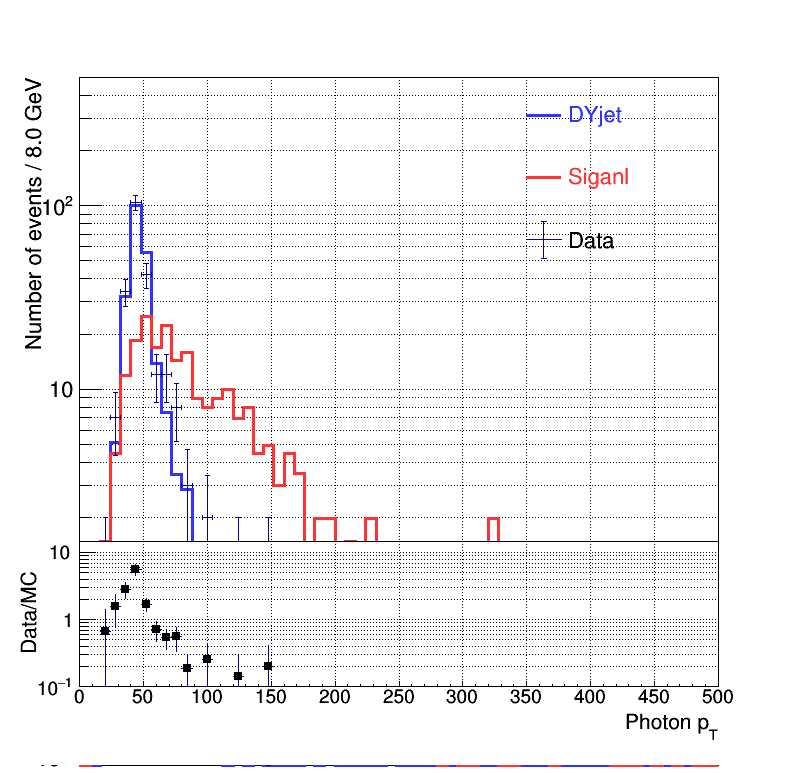 Number of events / 8.0 GeV
DYjet
Siganl
Data
10²
10
Data/MC
10
1
10⁻¹
0 50 100 150 200 250 300 350 400 450 500
Photon p_T